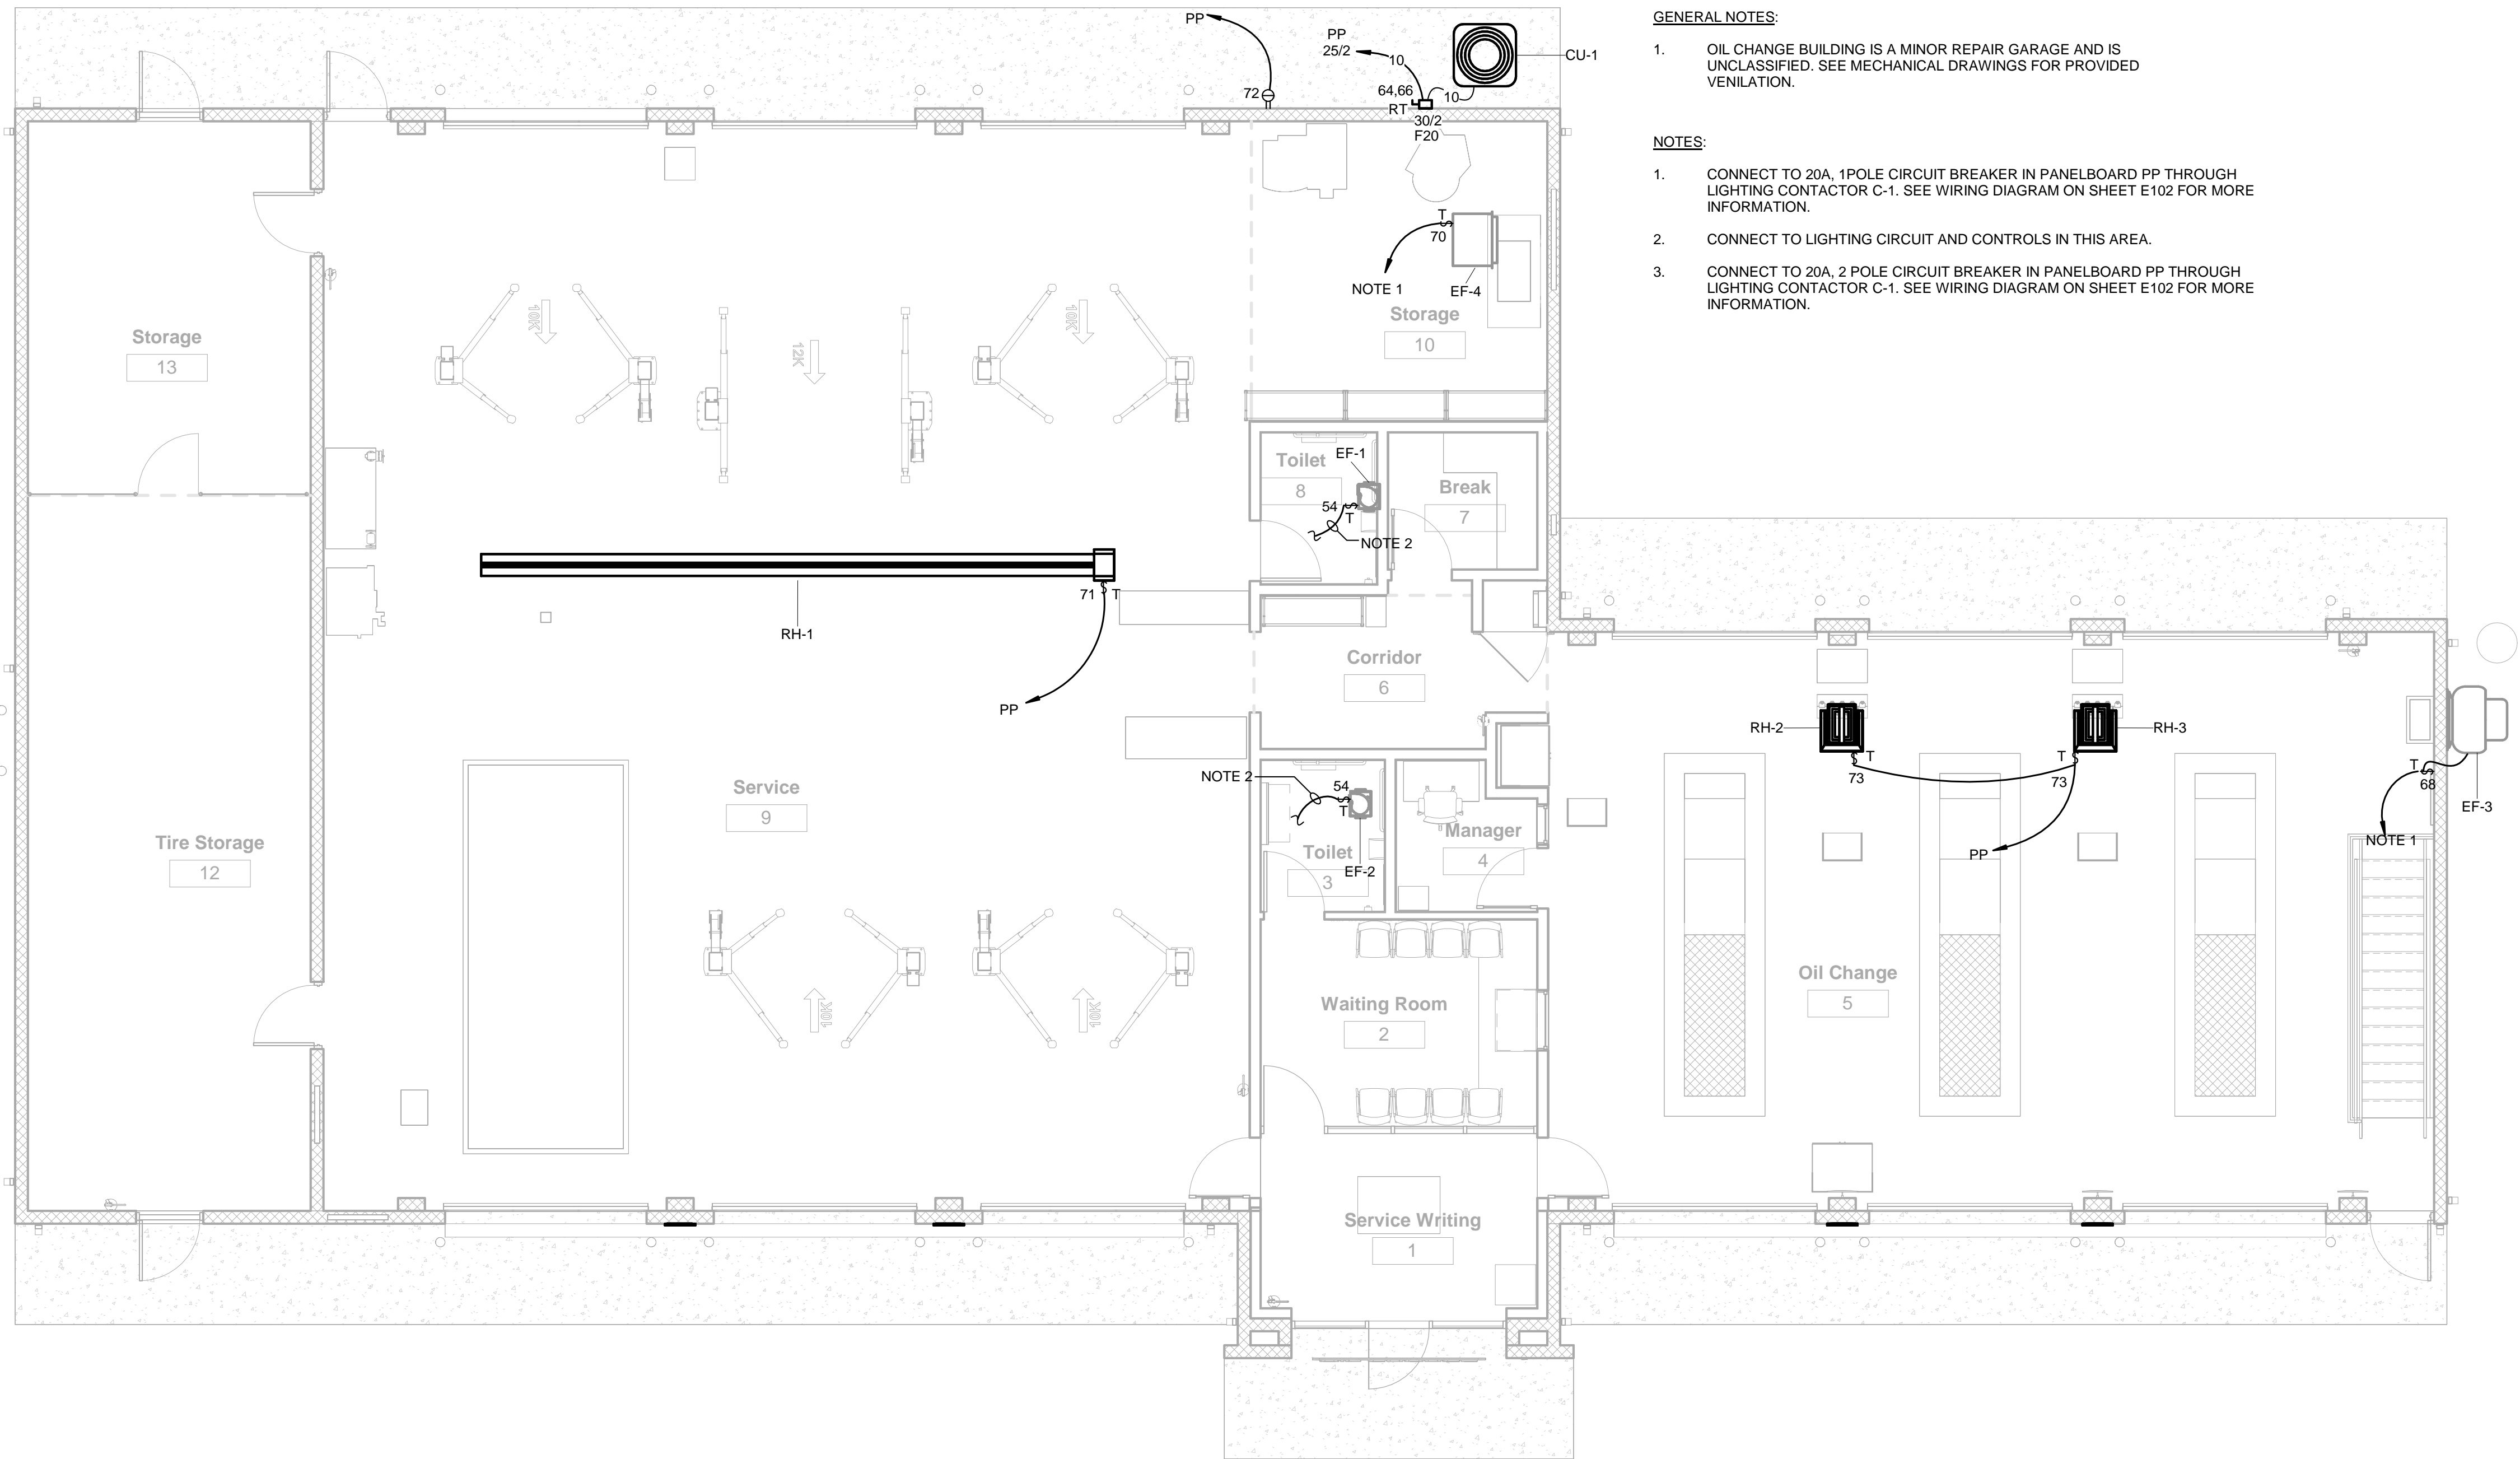 GENERAL NOTES:
1. OIL CHANGE BUILDING IS A MINOR REPAIR GARAGE AND IS
UNCLASSIFIED. SEE MECHANICAL DRAWINGS FOR PROVIDED
VENILATION.
NOTES:
1. CONNECT TO 20A, 1POLE CIRCUIT BREAKER IN PANELBOARD PP THROUGH
LIGHTING CONTACTOR C-1. SEE WIRING DIAGRAM ON SHEET E102 FOR MORE
INFORMATION.
2. CONNECT TO LIGHTING CIRCUIT AND CONTROLS IN THIS AREA.
3. CONNECT TO 20A, 2 POLE CIRCUIT BREAKER IN PANELBOARD PP THROUGH
LIGHTING CONTACTOR C-1. SEE WIRING DIAGRAM ON SHEET E102 FOR MORE
INFORMATION.
PP
72
PP
25/2
10
CU-1
64,66
10
RT
30/2
F20
T
70
NOTE 1
EF-4
Storage
10
Storage
13
10K
12K
10K
Toilet
8
EF-1
54
T
NOTE 2
Break
7
71
T
RH-1
PP
Corridor
6
RH-2
T
73
T
73
RH-3
PP
T
68
EF-3
NOTE 1
Service
9
Tire Storage
12
NOTE 2
54
T
Toilet
3
EF-2
Manager
4
10K
10K
Waiting Room
2
Oil Change
5
Service Writing
1